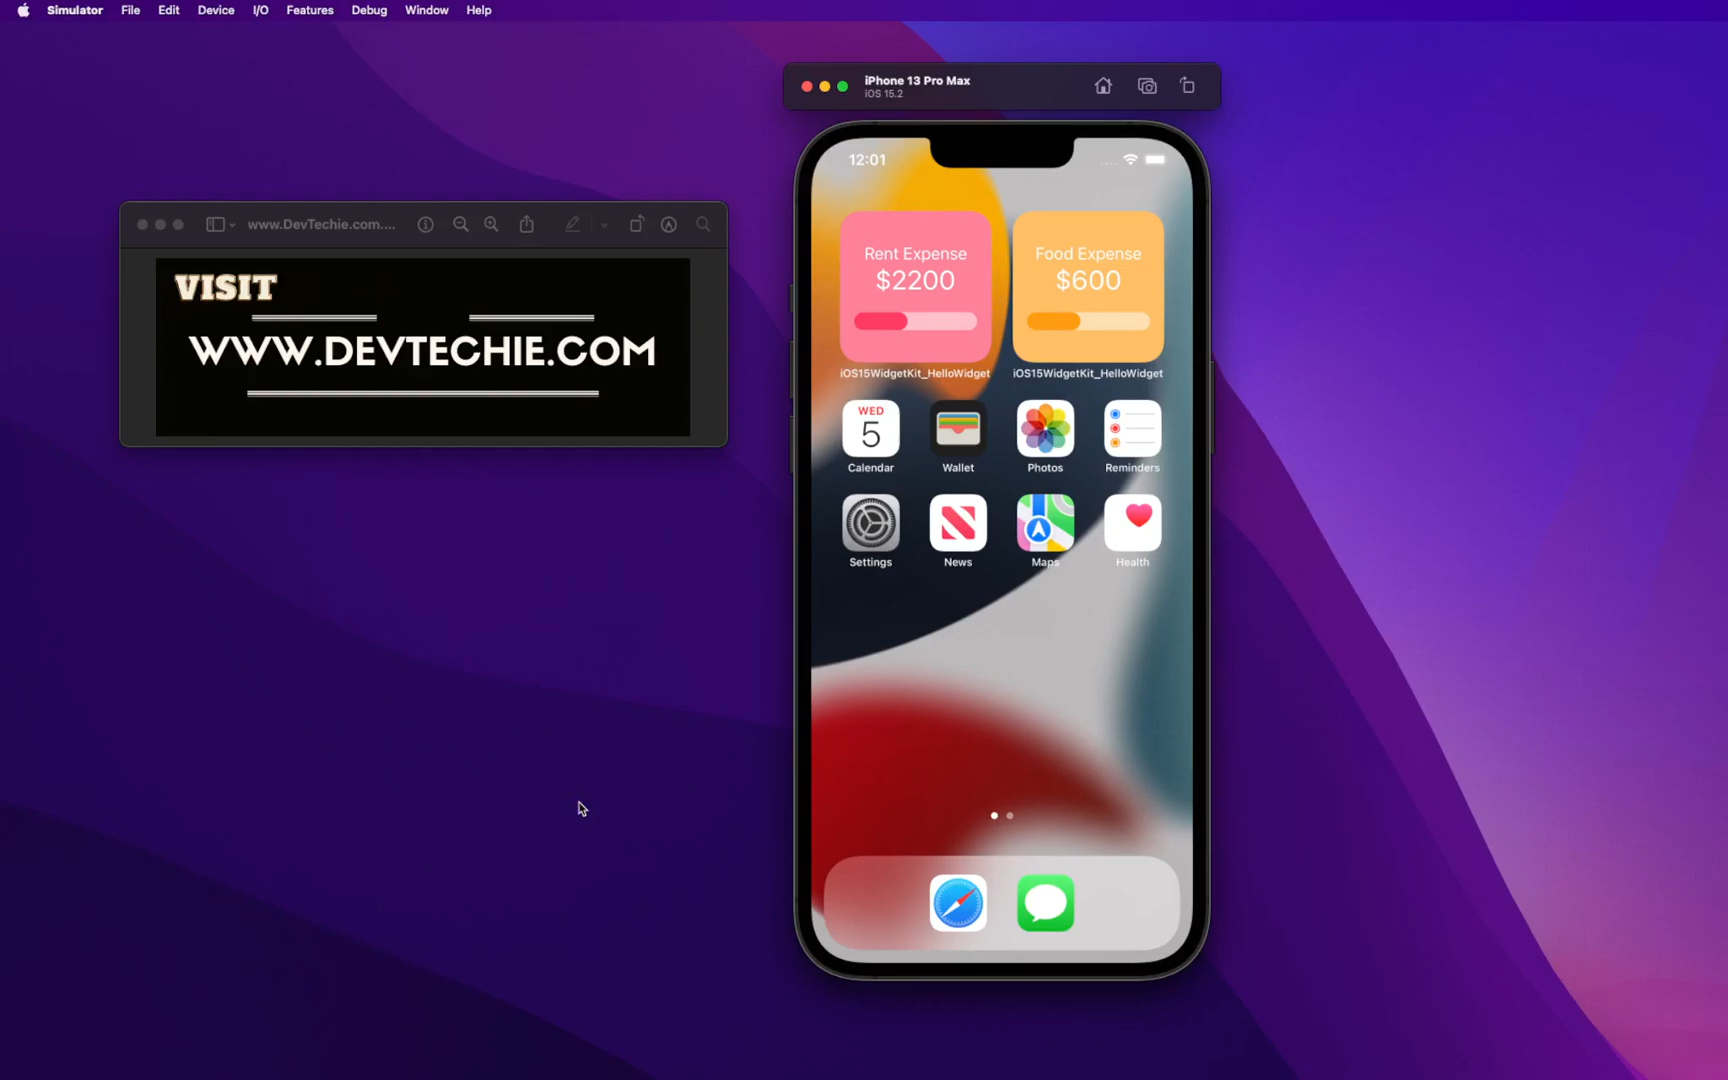 Simulator File Edit Device I/O Features Debug Window Help
iPhone 13 Pro Max
iOS 15.2
www.DevTechie.com....
VISIT
WWW.DEVTECHIE.COM
12:01
Rent Expense
$2200
Food Expense
$600
iOS15WidgetKit_HelloWidget
iOS15WidgetKit_HelloWidget
WED
5
Calendar
Wallet
Photos
Reminders
Settings
News
Maps
Health